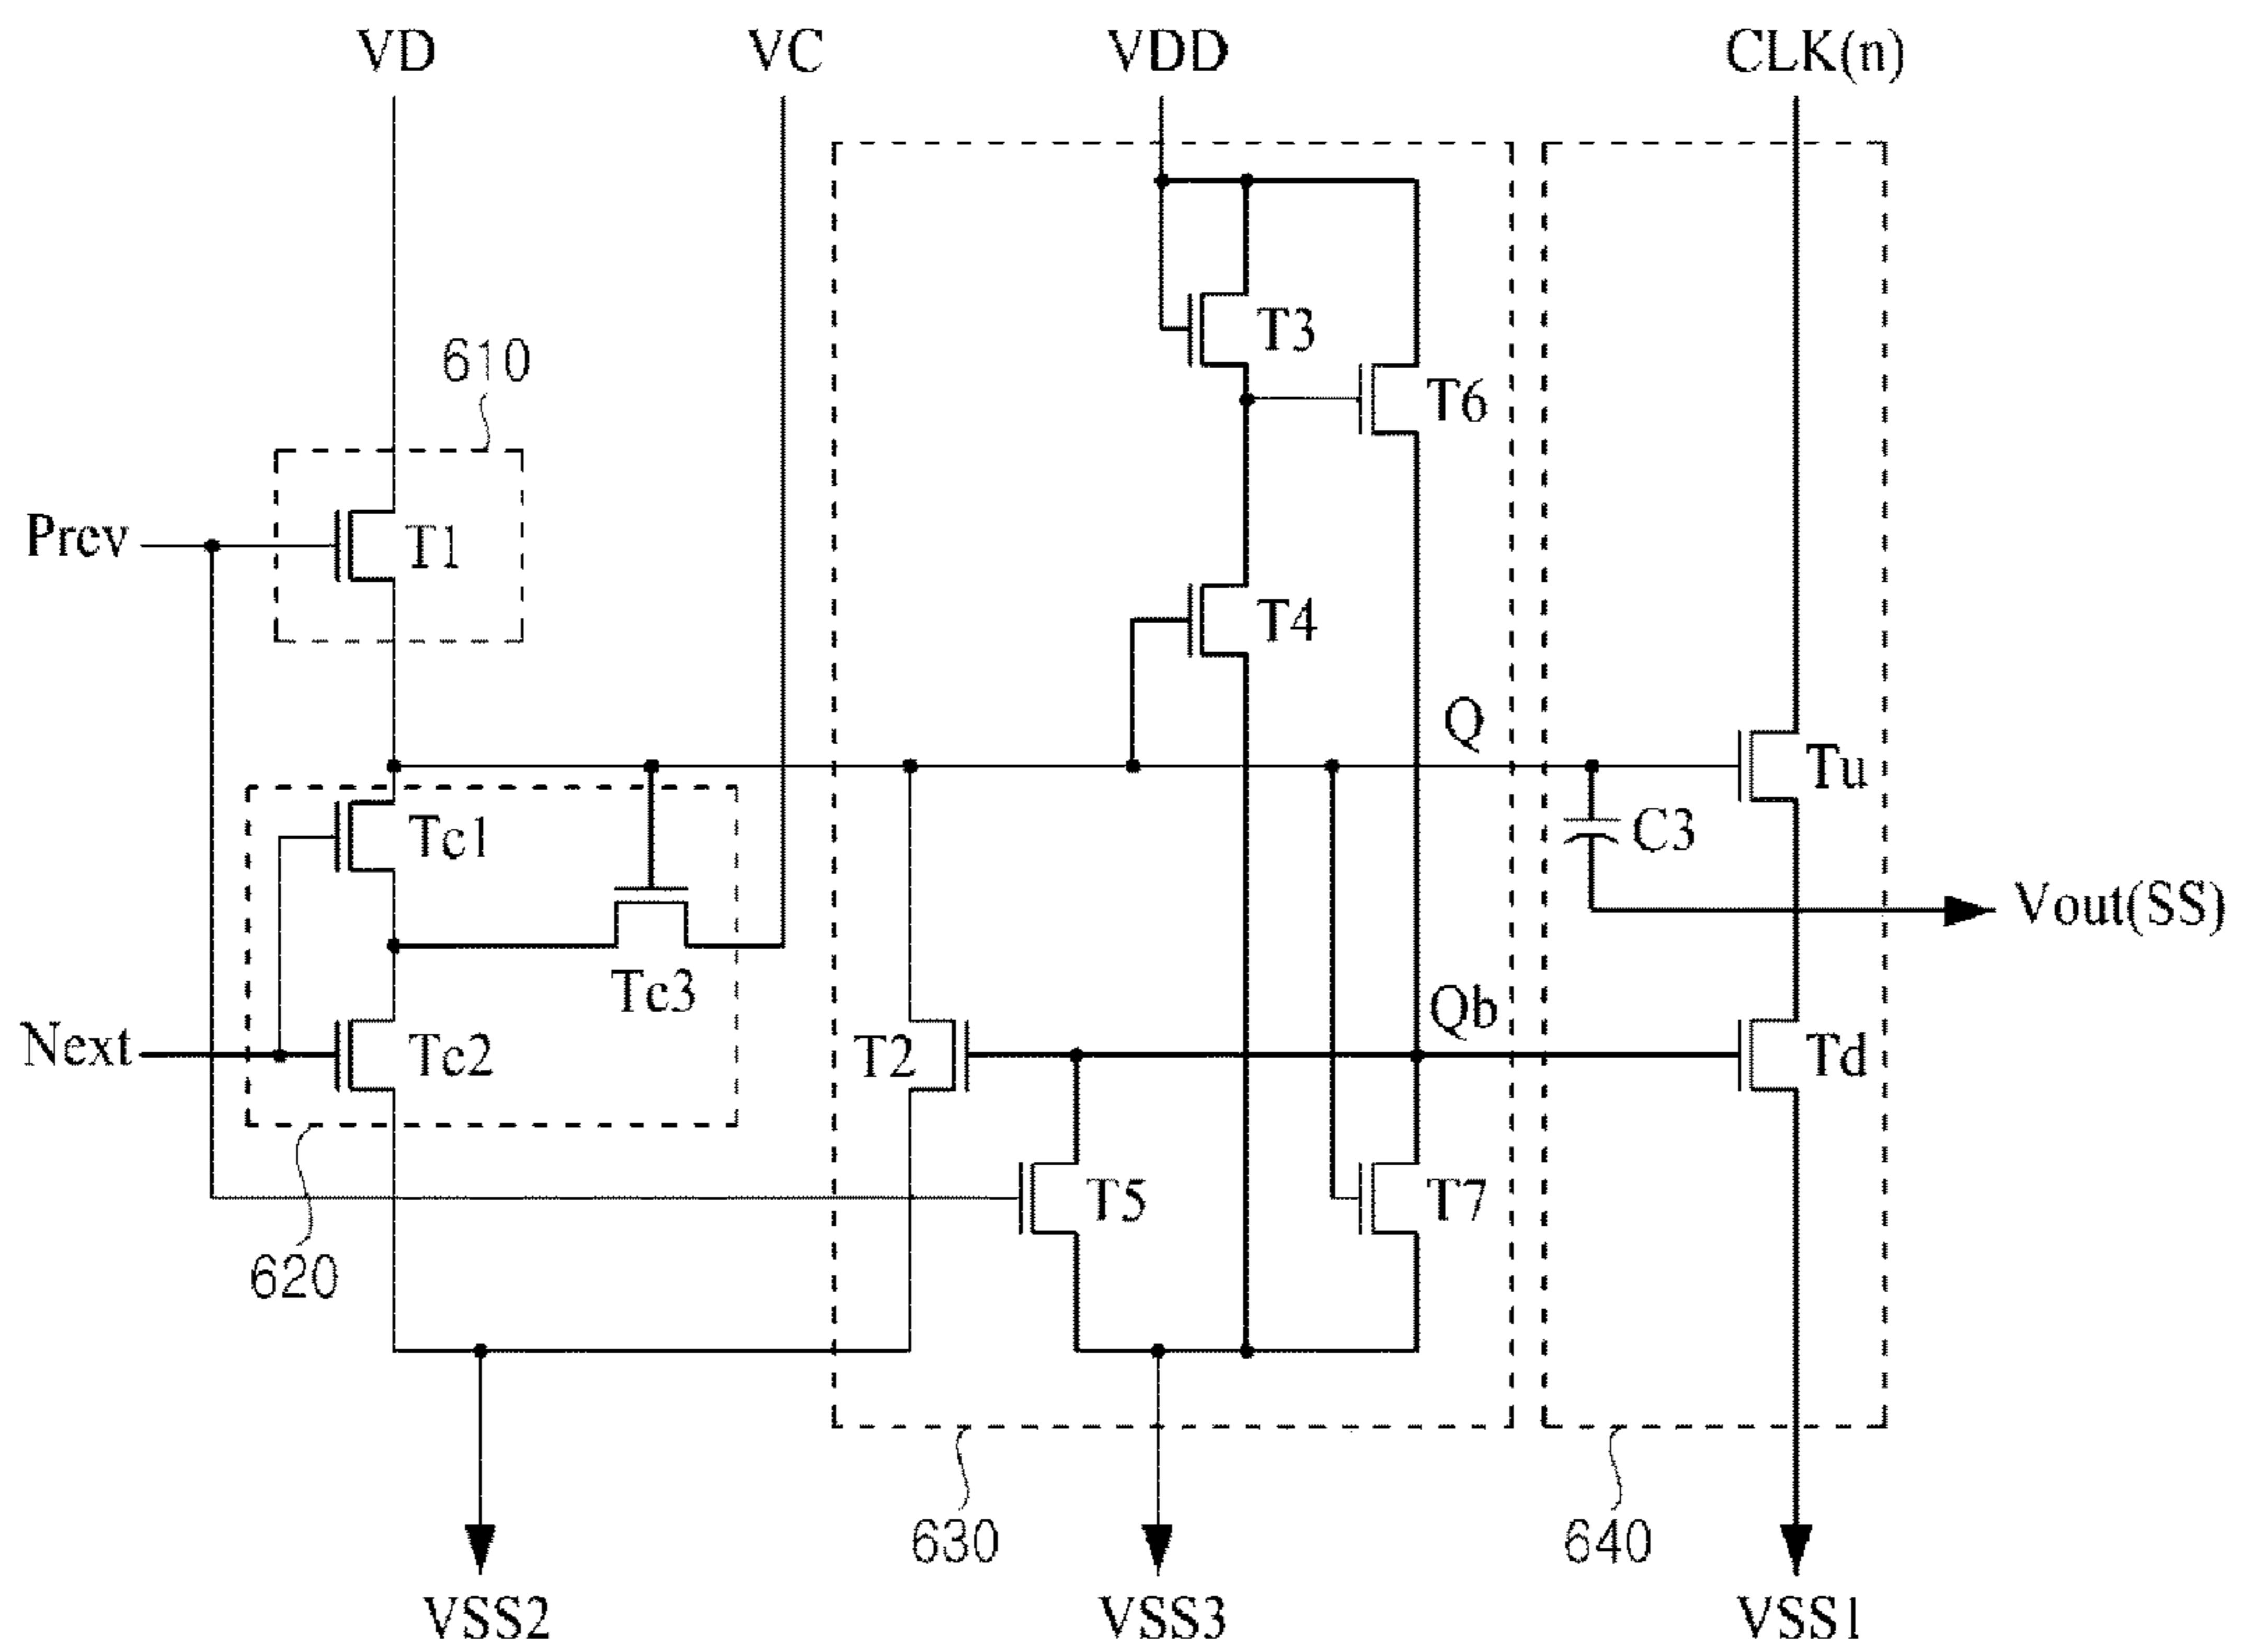 VD
VC
VDD
CLK(n)
T3
610
T6
Prev
T1
T4
Q
Tu
Tc1
C3
Vout(SS)
Tc3
Qb
Next
Tc2
T2
Td
T5
T7
620
630
640
VSS2
VSS3
VSS1